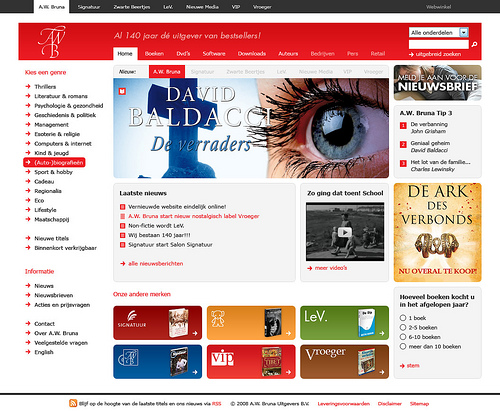 A.W. Bruna Signatuur Zwarte Beertjes LeV. Nieuwe Media VIP Vroeger Webwinkel
AWB
Al 140 jaar dé uitgever van bestsellers!
Alle onderdelen
uitgebreid zoeken
Home Boeken Dvd's Software Downloads Auteurs Bedrijven Pers Retail
Kies een genre
Thrillers
Literatuur & romans
Psychologie & gezondheid
Geschiedenis & politiek
Management
Esoterie & religie
Computers & internet
Kind & jeugd
(Auto-)biografieën
Sport & hobby
Cadeau
Regionalia
Eco
Lifestyle
Maatschappij
Nieuwe titels
Binnenkort verkrijgbaar
Informatie
Nieuws
Nieuwsbrieven
Acties en prijsvragen
Contact
Over A.W. Bruna
Veelgestelde vragen
English
Nieuw: A.W. Bruna Signatuur Zwarte Beertjes LeV. Nieuwe Media VIP Vroeger
DAVID
BALDACCI
De verraders
Laatste nieuws
Vernieuwde website eindelijk online!
A.W. Bruna start nieuw nostalgisch label Vroeger
Non-fictie wordt LeV.
Wij bestaan 140 jaar!!!
Signatuur start Salon Signatuur
alle nieuwsberichten
Zo ging dat toen! School
meer video's
Onze andere merken
SIGNATUUR
LeV.
vip
Vroeger
MELD JE AAN VOOR DE
NIEUWSBRIEF
A.W. Bruna Tip 3
1 De verbanning
John Grisham
2 Geniaal geheim
David Baldacci
3 Het lot van de familie...
Charles Lewinsky
DE ARK
DES
VERBONDS
NU OVERAL TE KOOP!
Hoeveel boeken kocht u
in het afgelopen jaar?
1 boek
2-5 boeken
6-10 boeken
meer dan 10 boeken
stem
Blijf op de hoogte van de laatste titels en ons nieuws via RSS © 2008 A.W. Bruna Uitgevers B.V. Leveringsvoorwaarden Disclaimer Sitemap